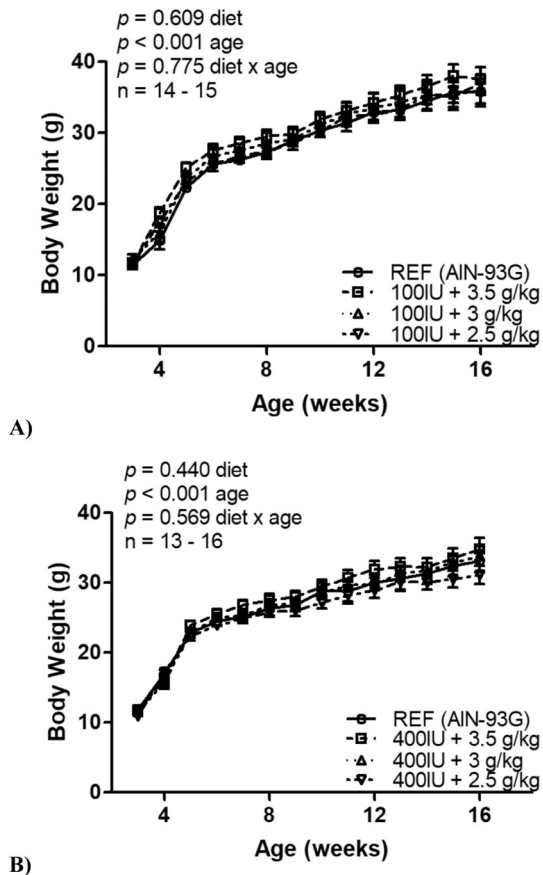 p = 0.609 diet
p < 0.001 age
p = 0.775 diet x age
n = 14 - 15
40
30
20
10
0
Body Weight (g)
REF (AIN-93G)
100IU + 3.5 g/kg
100IU + 3 g/kg
100IU + 2.5 g/kg
4 8 12 16
Age (weeks)
A)
p = 0.440 diet
p < 0.001 age
p = 0.569 diet x age
n = 13 - 16
40
30
20
10
0
Body Weight (g)
REF (AIN-93G)
400IU + 3.5 g/kg
400IU + 3 g/kg
400IU + 2.5 g/kg
4 8 12 16
Age (weeks)
B)